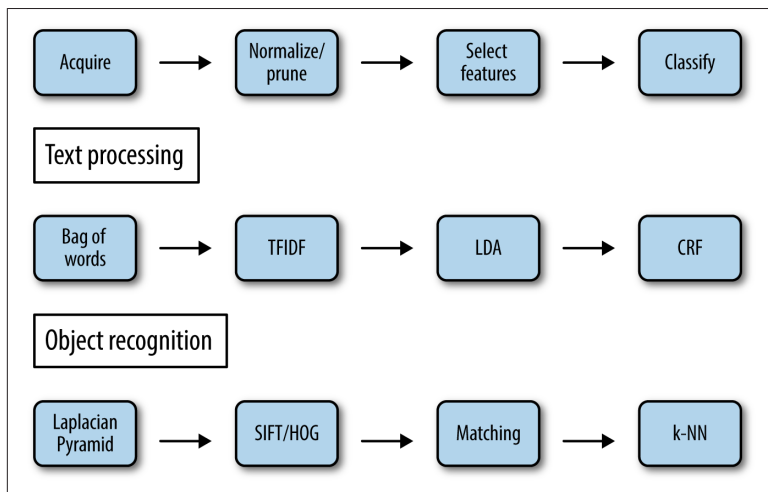 Acquire
Normalize/
prune
Select
features
Classify
Text processing
Bag of
words
TFIDF
LDA
CRF
Object recognition
Laplacian
Pyramid
SIFT/HOG
Matching
k-NN